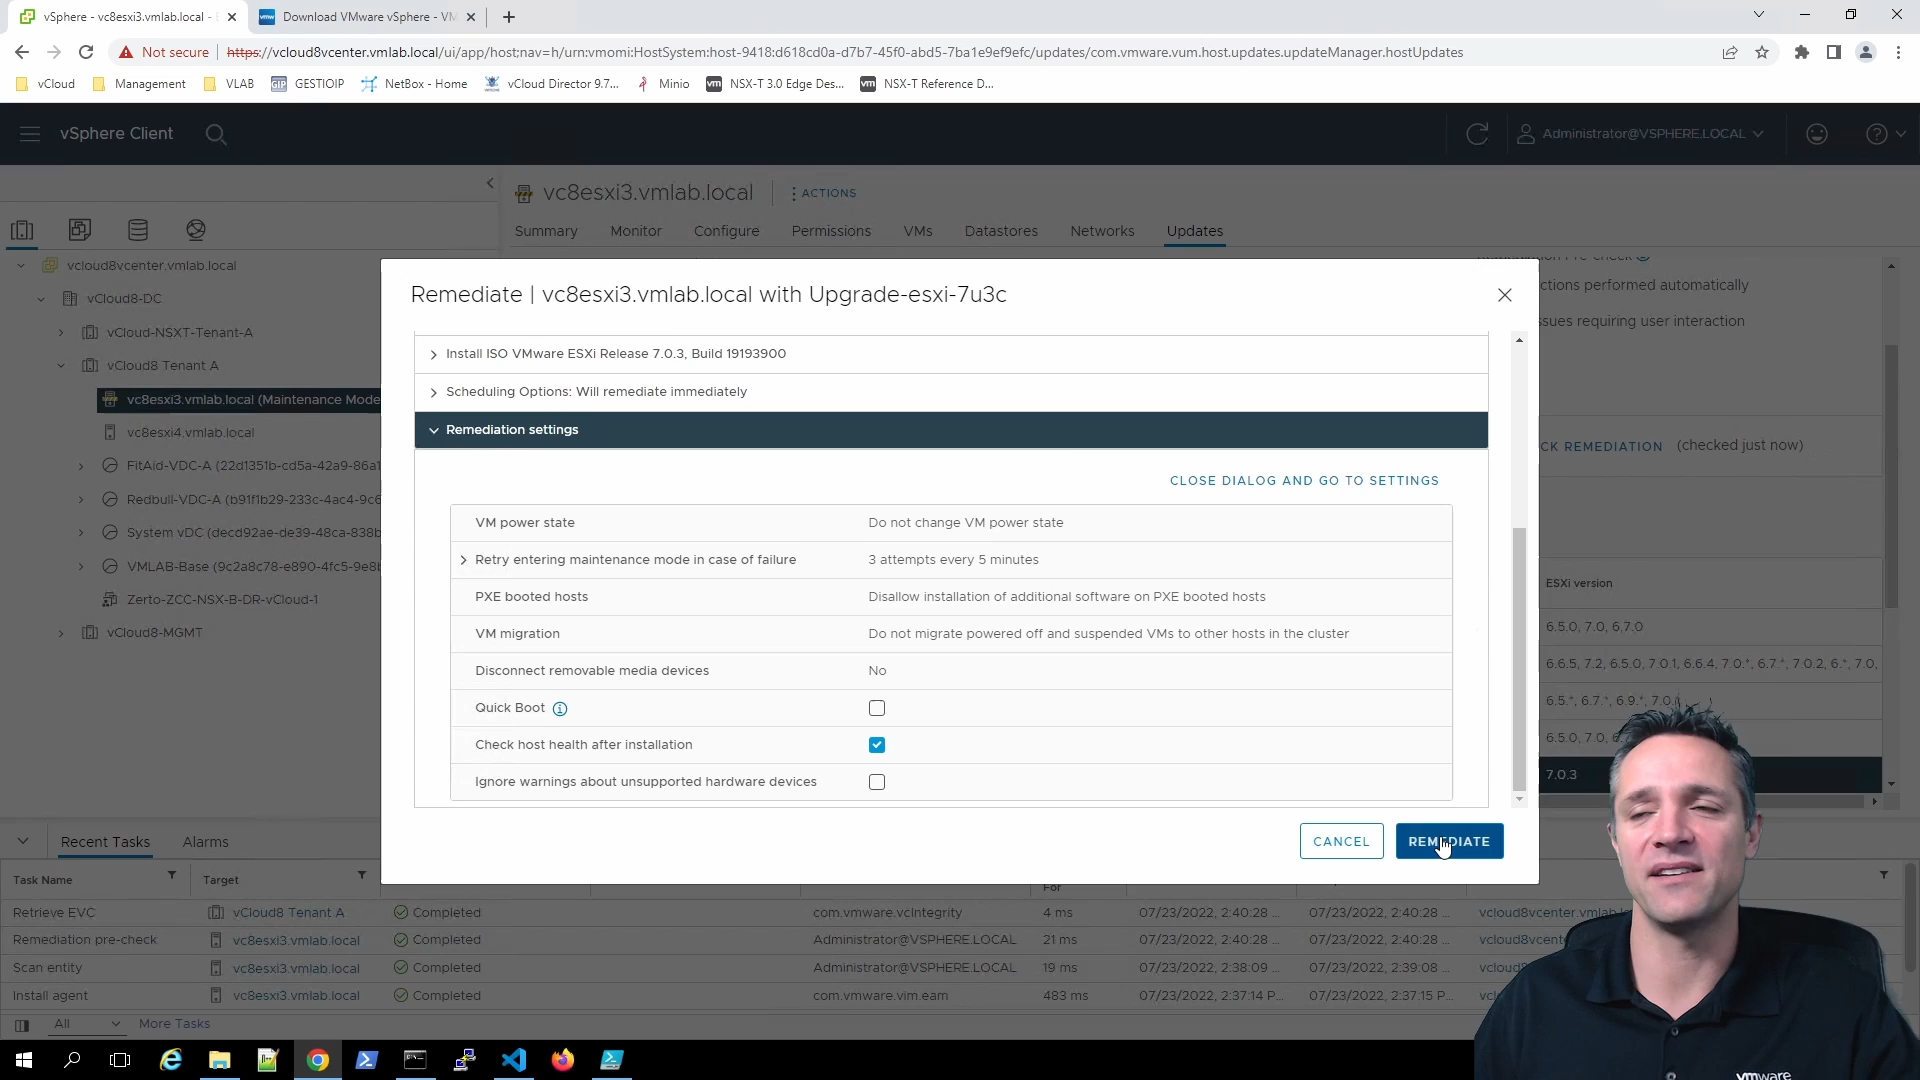 vSphere - vc8esxi3.vmlab.local -
Download VMware vSphere - VM
Not secure
https://vcloud8vcenter.vmlab.local/ui/app/host;nav=h/urn:vmomi:HostSystem:host-9418:d618cd0a-d7b7-45f0-abd5-7ba1e9ef9efc/updates/com.vmware.vum.host.updates.updateManager.hostUpdates
vCloud
Management
VLAB
GESTIOIP
NetBox - Home
vCloud Director 9.7...
Minio
NSX-T 3.0 Edge Des...
NSX-T Reference D...
vSphere Client
Administrator@VSPHERE.LOCAL
vc8esxi3.vmlab.local
ACTIONS
Summary Monitor Configure Permissions VMs Datastores Networks Updates
vcloud8vcenter.vmlab.local
vCloud8-DC
vCloud-NSXT-Tenant-A
vCloud8 Tenant A
vc8esxi3.vmlab.local (Maintenance Mode
vc8esxi4.vmlab.local
FitAid-VDC-A (22d1351b-cd5a-42a9-86a1
Redbull-VDC-A (b91f1b29-233c-4ac4-9c6
System vDC (decd92ae-de39-48ca-838b
VMLAB-Base (9c2a8c78-e890-4fc5-9e8b
Zerto-ZCC-NSX-B-DR-vCloud-1
vCloud8-MGMT
Remediate | vc8esxi3.vmlab.local with Upgrade-esxi-7u3c
Install ISO VMware ESXi Release 7.0.3, Build 19193900
Scheduling Options: Will remediate immediately
Remediation settings
CLOSE DIALOG AND GO TO SETTINGS
VM power state Do not change VM power state
Retry entering maintenance mode in case of failure 3 attempts every 5 minutes
PXE booted hosts Disallow installation of additional software on PXE booted hosts
VM migration Do not migrate powered off and suspended VMs to other hosts in the cluster
Disconnect removable media devices No
Quick Boot
Check host health after installation
Ignore warnings about unsupported hardware devices
CANCEL REMEDIATE
ctions performed automatically
sues requiring user interaction
CK REMEDIATION (checked just now)
ESXi version
6.5.0, 7.0, 6.7.0
6.6.5, 7.2, 6.5.0, 7.0.1, 6.6.4, 7.0.*, 6.7.*, 7.0.2, 6.*, 7.0,
6.5.*, 6.7.*, 6.9.*, 7.0.
6.5.0, 7.0, 6.
7.0.3
Recent Tasks Alarms
Task Name Target For
Retrieve EVC vCloud8 Tenant A Completed com.vmware.vcIntegrity 4 ms 07/23/2022, 2:40:28 ... 07/23/2022, 2:40:28 ... vcloud8vcenter.vmlab.l
Remediation pre-check vc8esxi3.vmlab.local Completed Administrator@VSPHERE.LOCAL 21 ms 07/23/2022, 2:40:28 ... 07/23/2022, 2:40:28 ... vcloud8vcent
Scan entity vc8esxi3.vmlab.local Completed Administrator@VSPHERE.LOCAL 19 ms 07/23/2022, 2:38:09 ... 07/23/2022, 2:39:08 ... vcloud
Install agent vc8esxi3.vmlab.local Completed com.vmware.vim.eam 483 ms 07/23/2022, 2:37:14 P... 07/23/2022, 2:37:15 P... vcl
All More Tasks
vmware